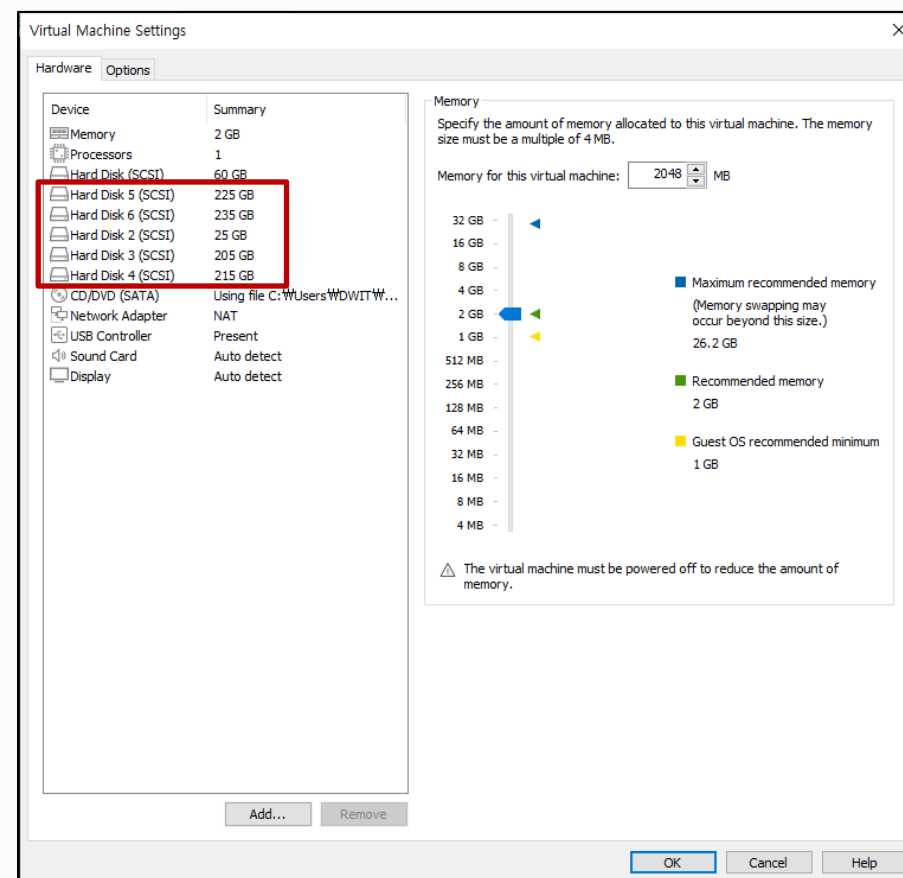 Virtual Machine Settings
Hardware Options
Device Summary
Memory 2 GB
Processors 1
Hard Disk (SCSI) 60 GB
Hard Disk 5 (SCSI) 225 GB
Hard Disk 6 (SCSI) 235 GB
Hard Disk 2 (SCSI) 25 GB
Hard Disk 3 (SCSI) 205 GB
Hard Disk 4 (SCSI) 215 GB
CD/DVD (SATA) Using file C:₩Users₩DWIT₩...
Network Adapter NAT
USB Controller Present
Sound Card Auto detect
Display Auto detect
Add... Remove
Memory
Specify the amount of memory allocated to this virtual machine. The memory
size must be a multiple of 4 MB.
Memory for this virtual machine: 2048 MB
32 GB
16 GB
8 GB
4 GB
2 GB
1 GB
512 MB
256 MB
128 MB
64 MB
32 MB
16 MB
8 MB
4 MB
Maximum recommended memory
(Memory swapping may
occur beyond this size.)
26.2 GB
Recommended memory
2 GB
Guest OS recommended minimum
1 GB
The virtual machine must be powered off to reduce the amount of
memory.
OK Cancel Help